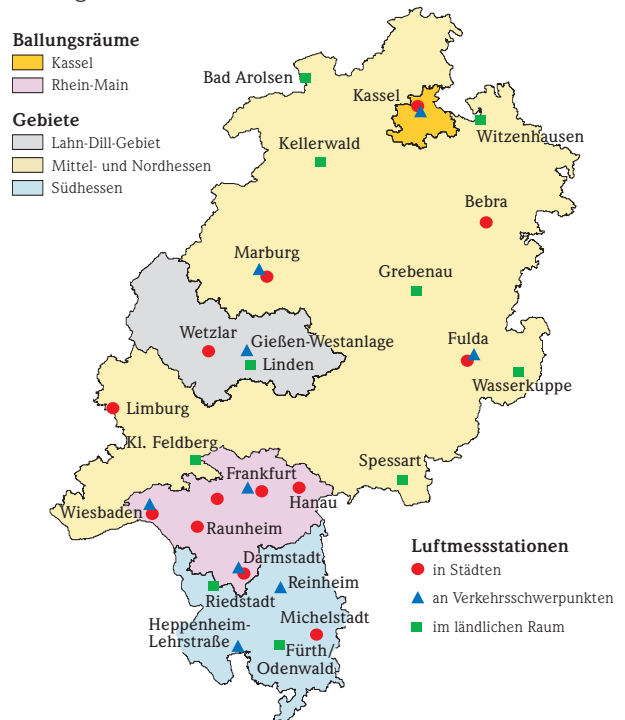 Ballungsräume
Kassel
Rhein-Main
Gebiete
Lahn-Dill-Gebiet
Mittel- und Nordhessen
Südhessen
Bad Arolsen
Kassel
Witzenhausen
Kellerwald
Bebra
Marburg
Grebenau
Wetzlar
Gießen-Westanlage
Linden
Fulda
Wasserkuppe
Limburg
Kl. Feldberg
Spessart
Frankfurt
Hanau
Wiesbaden
Raunheim
Darmstadt
Reinheim
Riedstadt
Michelstadt
Heppenheim-
Lehrstraße
Fürth/
Odenwald
Luftmessstationen
in Städten
an Verkehrsschwerpunkten
im ländlichen Raum